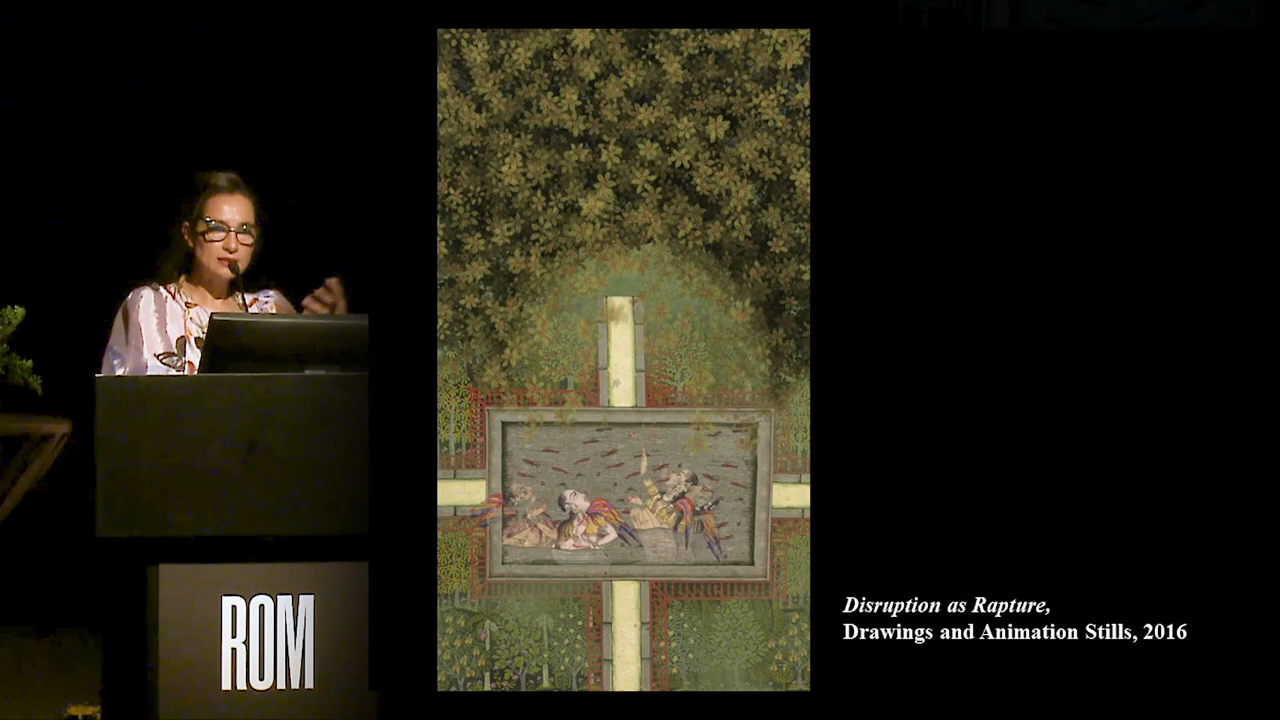 ROM
Disruption as Rapture,
Drawings and Animation Stills, 2016